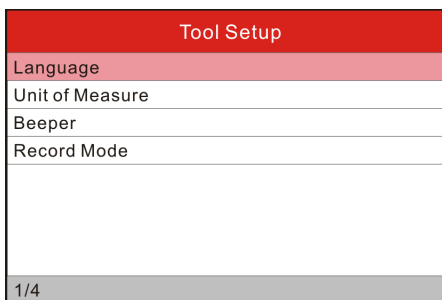 Tool Setup
Language
Unit of Measure
Beeper
Record Mode
1/4